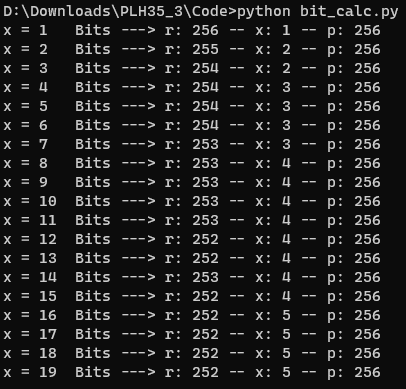 D:\Downloads\PLH35_3\Code>python bit_calc.py
x = 1   Bits ---> r: 256 -- x: 1 -- p: 256
x = 2   Bits ---> r: 255 -- x: 2 -- p: 256
x = 3   Bits ---> r: 254 -- x: 2 -- p: 256
x = 4   Bits ---> r: 254 -- x: 3 -- p: 256
x = 5   Bits ---> r: 254 -- x: 3 -- p: 256
x = 6   Bits ---> r: 254 -- x: 3 -- p: 256
x = 7   Bits ---> r: 253 -- x: 3 -- p: 256
x = 8   Bits ---> r: 253 -- x: 4 -- p: 256
x = 9   Bits ---> r: 253 -- x: 4 -- p: 256
x = 10  Bits ---> r: 253 -- x: 4 -- p: 256
x = 11  Bits ---> r: 253 -- x: 4 -- p: 256
x = 12  Bits ---> r: 252 -- x: 4 -- p: 256
x = 13  Bits ---> r: 252 -- x: 4 -- p: 256
x = 14  Bits ---> r: 252 -- x: 4 -- p: 256
x = 15  Bits ---> r: 252 -- x: 4 -- p: 256
x = 16  Bits ---> r: 252 -- x: 5 -- p: 256
x = 17  Bits ---> r: 252 -- x: 5 -- p: 256
x = 18  Bits ---> r: 252 -- x: 5 -- p: 256
x = 19  Bits ---> r: 252 -- x: 5 -- p: 256